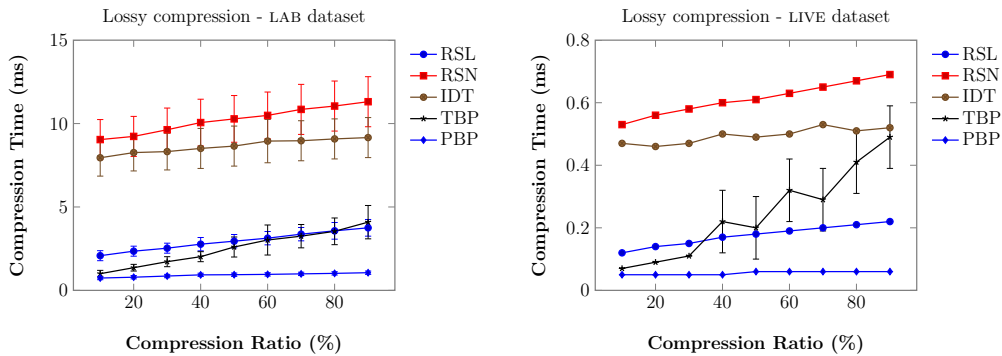 Lossy compression - LAB dataset
Compression Time (ms)
15
10
5
0
20
40
60
80
Compression Ratio (%)
RSL
RSN
IDT
TBP
PBP
Lossy compression - LIVE dataset
Compression Time (ms)
0.8
0.6
0.4
0.2
0
20
40
60
80
Compression Ratio (%)
RSL
RSN
IDT
TBP
PBP